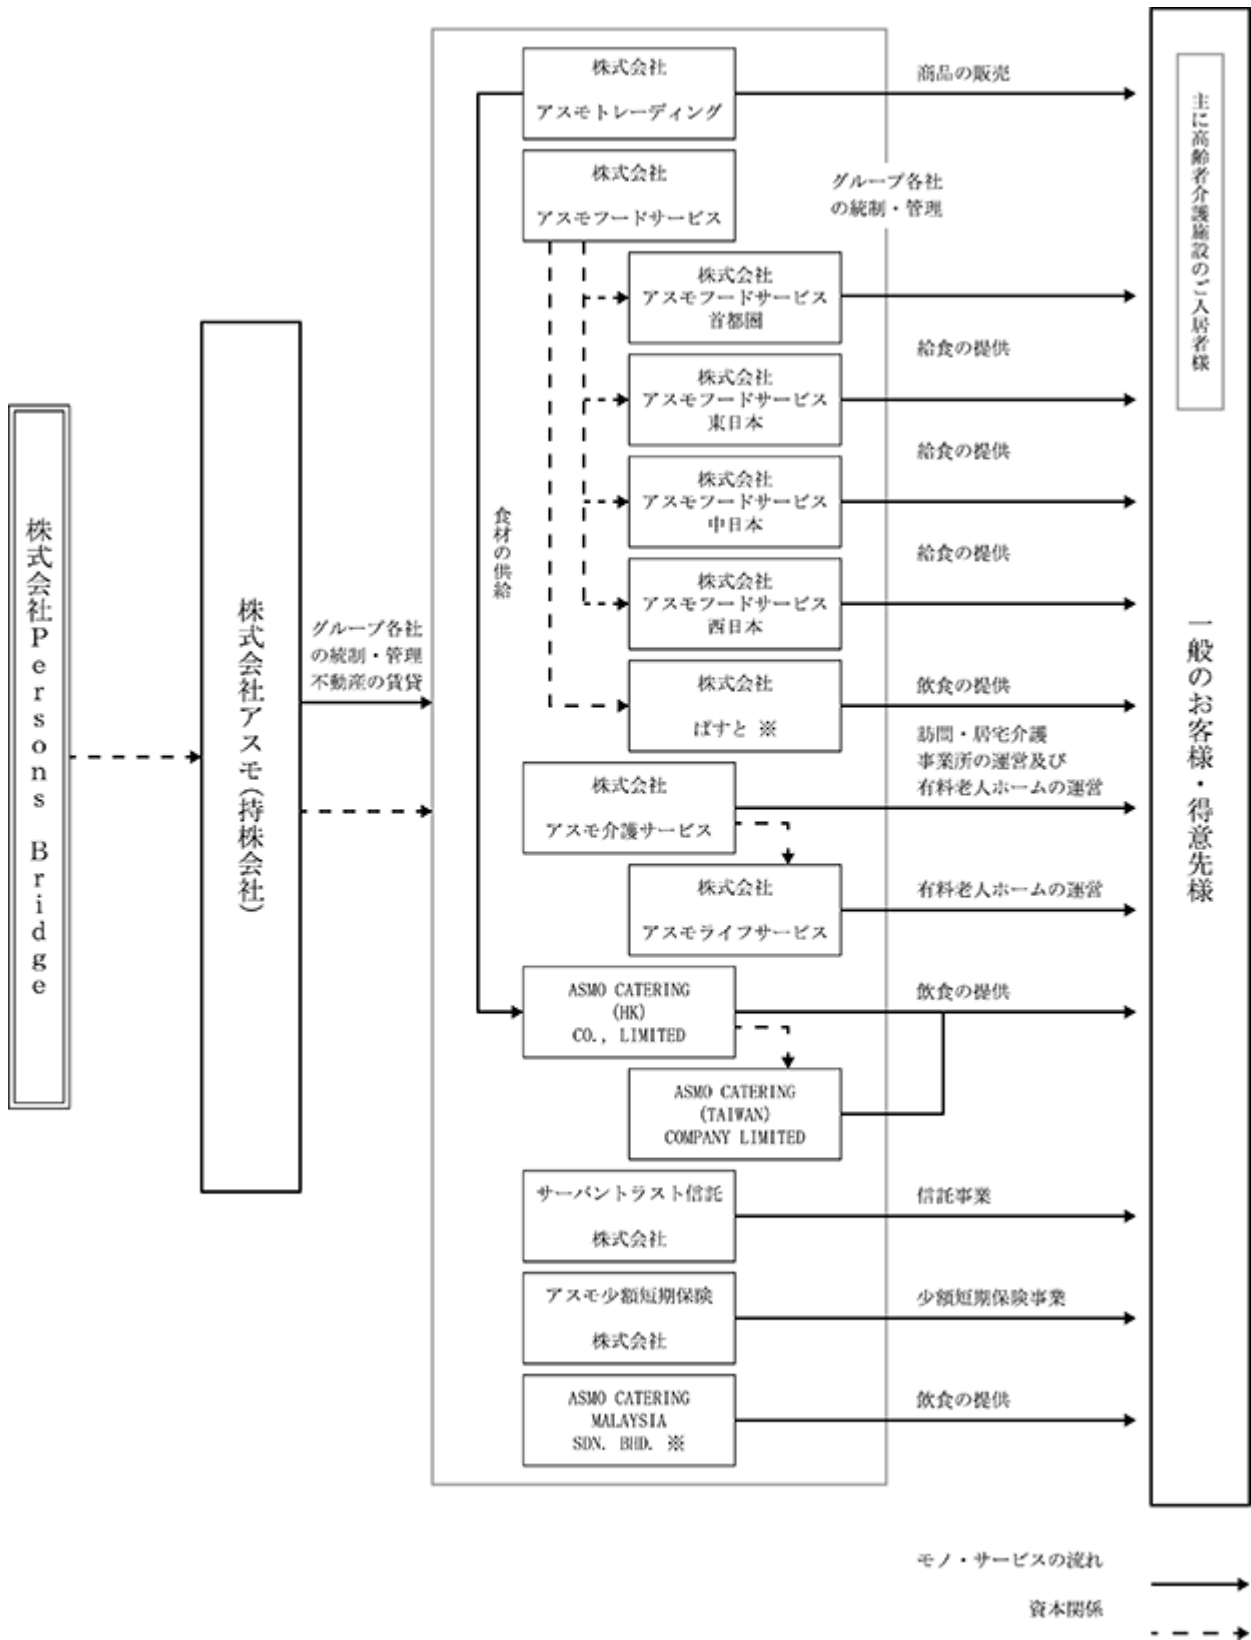 株式会社Persons Bridge
株式会社アスモ(持株会社)
グループ各社
の統制・管理
不動産の賃貸
食材の供給
株式会社
アスモトレーディング
商品の販売
株式会社
アスモフードサービス
グループ各社
の統制・管理
株式会社
アスモフードサービス
首都圏
給食の提供
株式会社
アスモフードサービス
東日本
給食の提供
株式会社
アスモフードサービス
中日本
給食の提供
株式会社
アスモフードサービス
西日本
株式会社
ぱすと ※
飲食の提供
訪問・居宅介護
事業所の運営及び
有料老人ホームの運営
株式会社
アスモ介護サービス
株式会社
アスモライフサービス
有料老人ホームの運営
ASMO CATERING
(HK)
CO., LIMITED
飲食の提供
ASMO CATERING
(TAIWAN)
COMPANY LIMITED
サーバントラスト信託
株式会社
信託事業
アスモ少額短期保険
株式会社
少額短期保険事業
ASMO CATERING
MALAYSIA
SDN. BHD. ※
飲食の提供
主に高齢者介護施設のご入居者様
一般のお客様・得意先様
モノ・サービスの流れ
資本関係